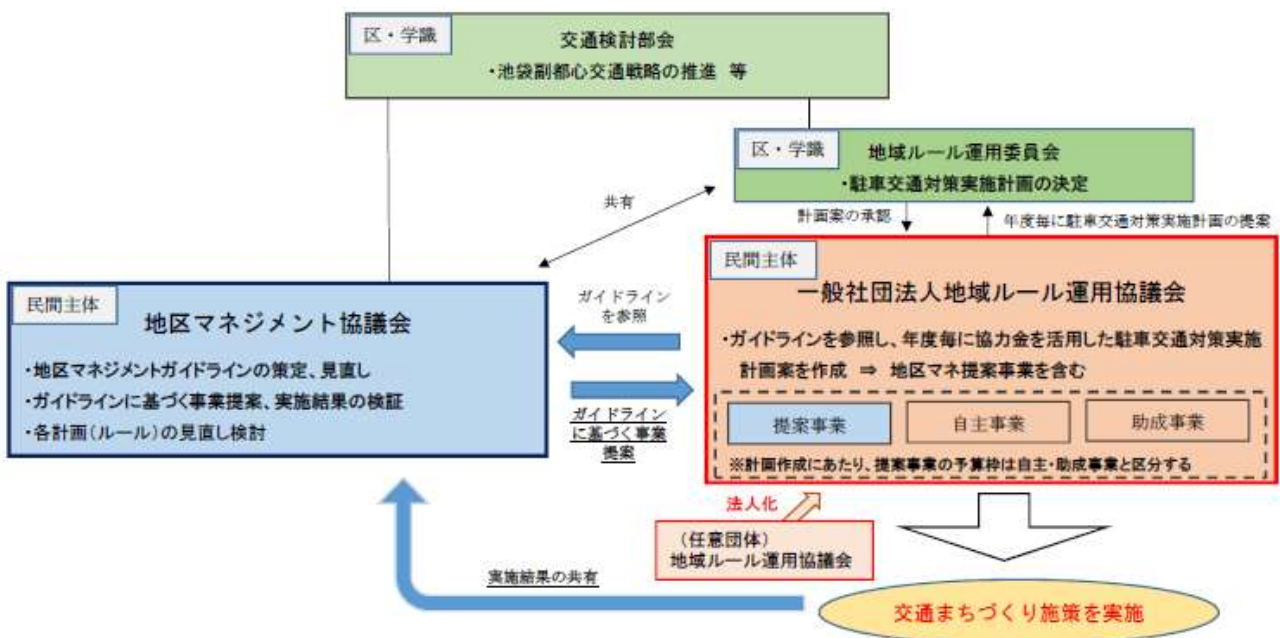 区・学識
交通検討部会
・池袋副都心交通戦略の推進 等
区・学識
地域ルール運用委員会
・駐車交通対策実施計画の決定
共有
計画案の承認
年度毎に駐車交通対策実施計画の提案
民間主体
地区マネジメント協議会
・地区マネジメントガイドラインの策定、見直し
・ガイドラインに基づく事業提案、実施結果の検証
・各計画(ルール)の見直し検討
ガイドライン
を参照
ガイドライン
に基づく事業
提案
民間主体
一般社団法人地域ルール運用協議会
・ガイドラインを参照し、年度毎に協力金を活用した駐車交通対策実施
計画案を作成 ⇒ 地区マネ提案事業を含む
提案事業
自主事業
助成事業
※計画作成にあたり、提案事業の予算枠は自主・助成事業と区分する
法人化
(任意団体)
地域ルール運用協議会
実施結果の共有
交通まちづくり施策を実施